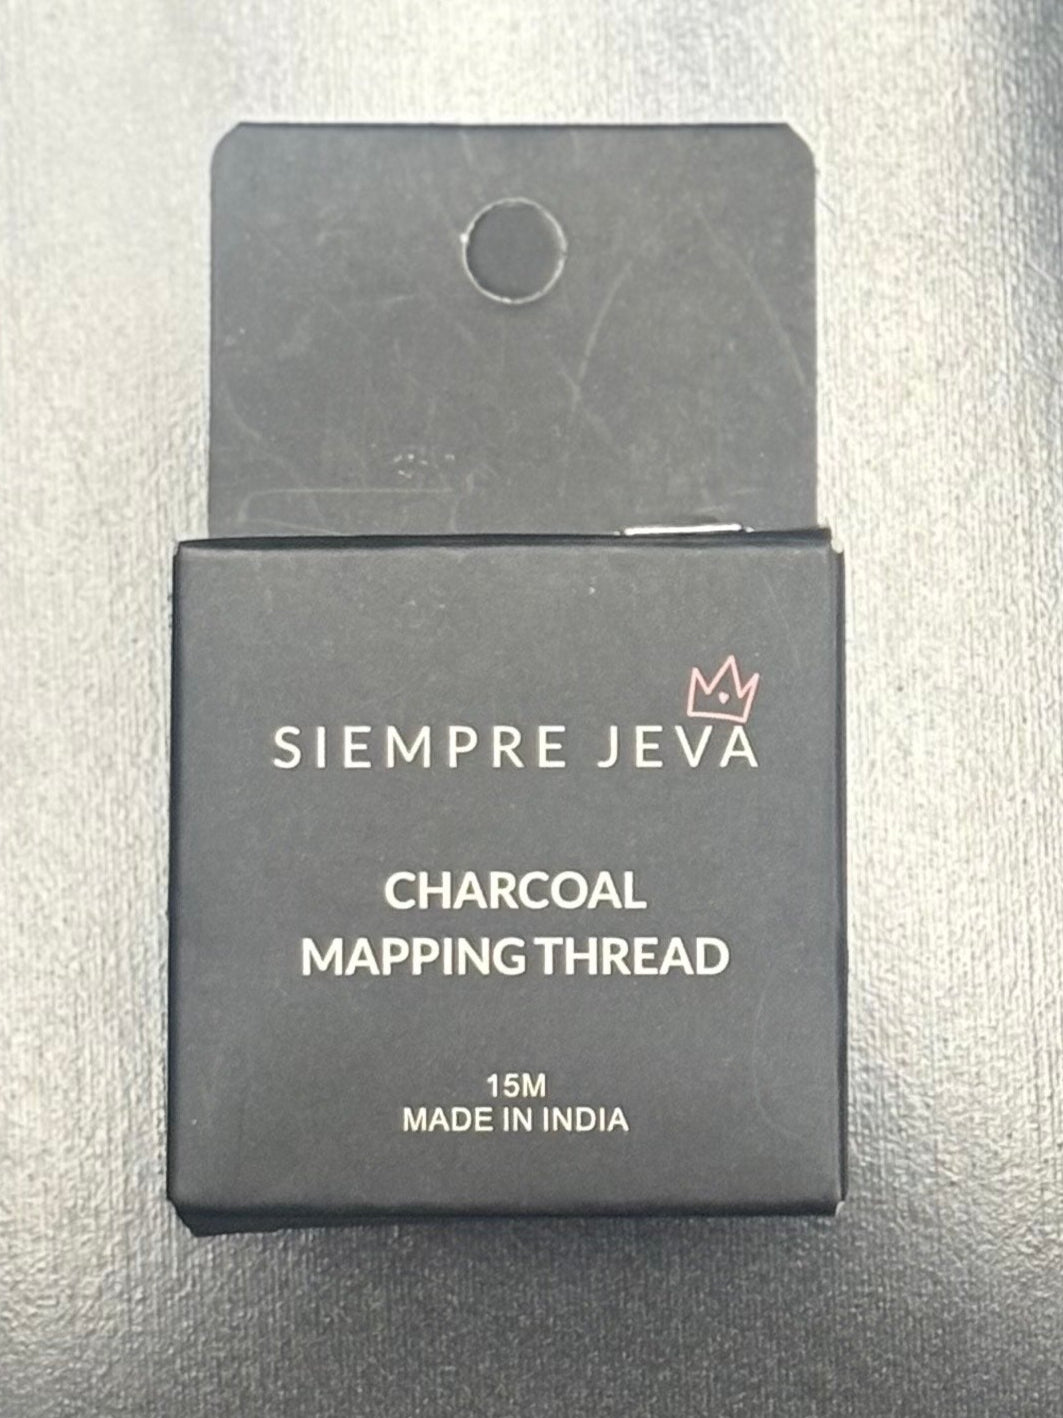 SIEMPRE JEVA
CHARCOAL
MAPPING THREAD
15M
MADE IN INDIA